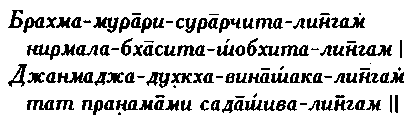 Брахма-мура̄ри-сура̄рчита-лин̇гам̇
нирмала-бха̄сита-ш́обхита-лин̇гам |
Джанмаджа-дух̣кха-вина̄ш́ака-лин̇гам̇
тат пран̣ама̄ми сада̄ш́ива-лин̇гам ||